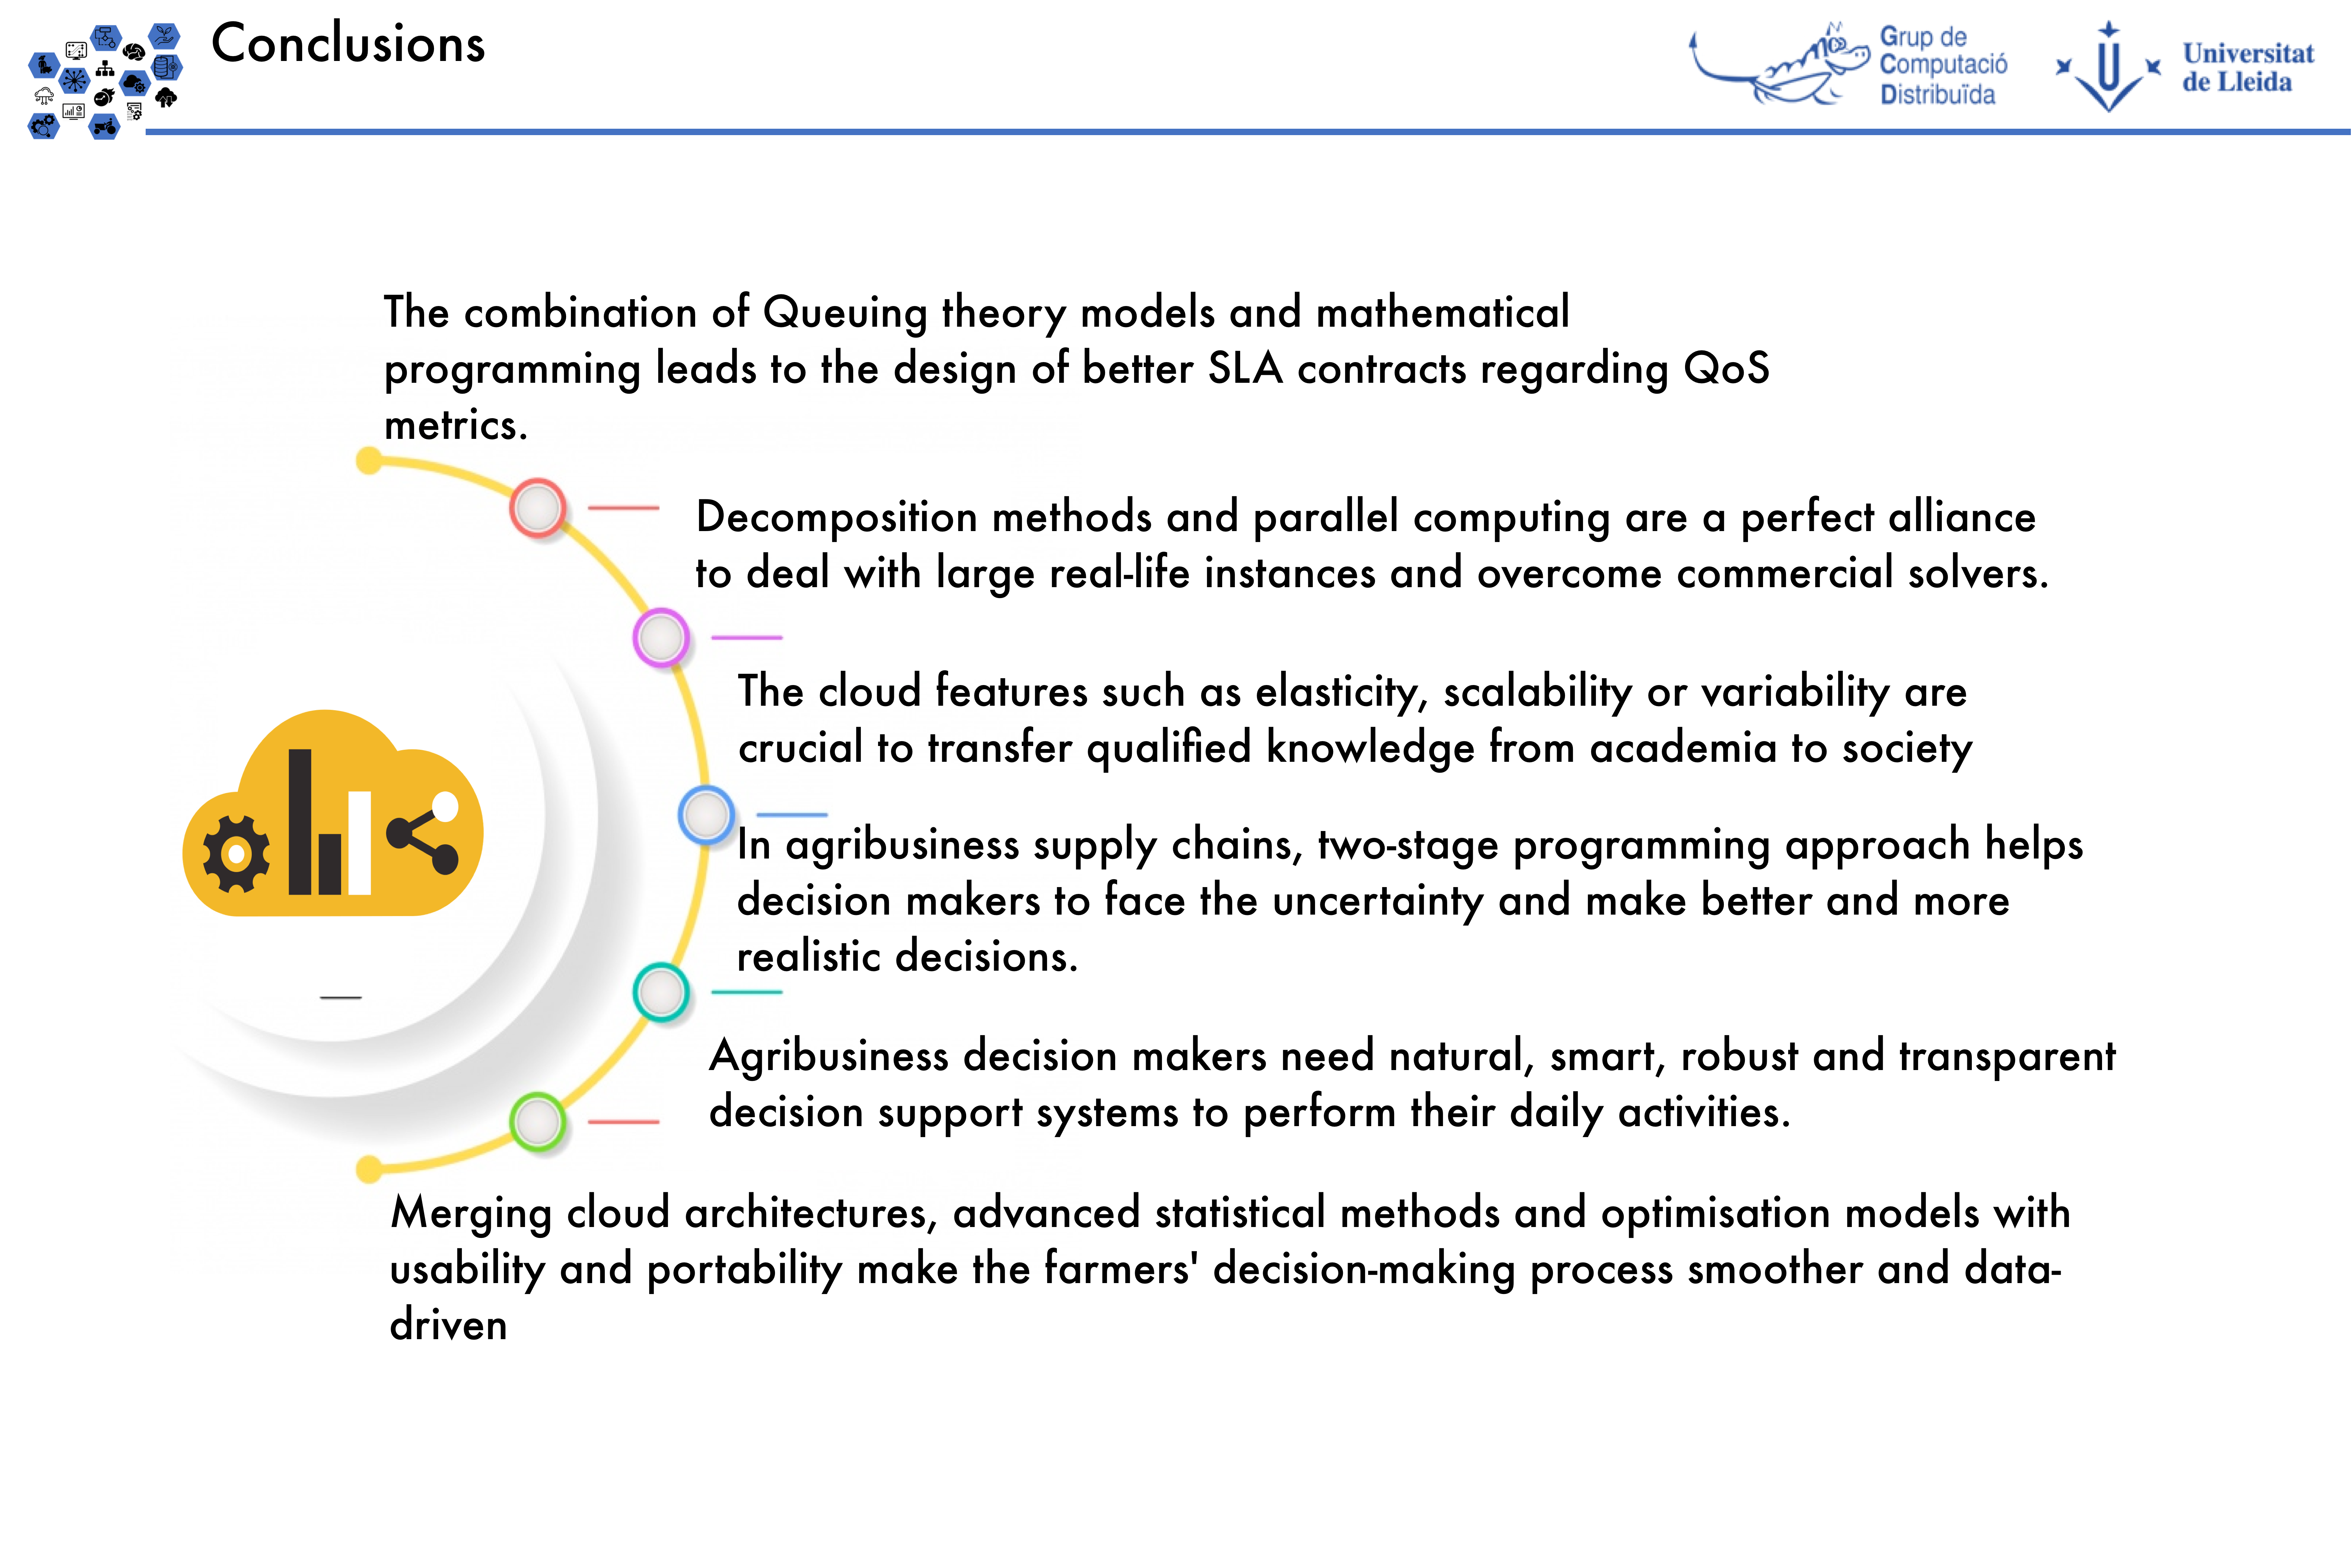 Conclusions
Grup de
Computació
Distribuïda
Universitat
de Lleida
The combination of Queuing theory models and mathematical
programming leads to the design of better SLA contracts regarding QoS
metrics.
Decomposition methods and parallel computing are a perfect alliance
to deal with large real-life instances and overcome commercial solvers.
The cloud features such as elasticity, scalability or variability are
crucial to transfer qualified knowledge from academia to society
In agribusiness supply chains, two-stage programming approach helps
decision makers to face the uncertainty and make better and more
realistic decisions.
Agribusiness decision makers need natural, smart, robust and transparent
decision support systems to perform their daily activities.
Merging cloud architectures, advanced statistical methods and optimisation models with
usability and portability make the farmers' decision-making process smoother and data-
driven